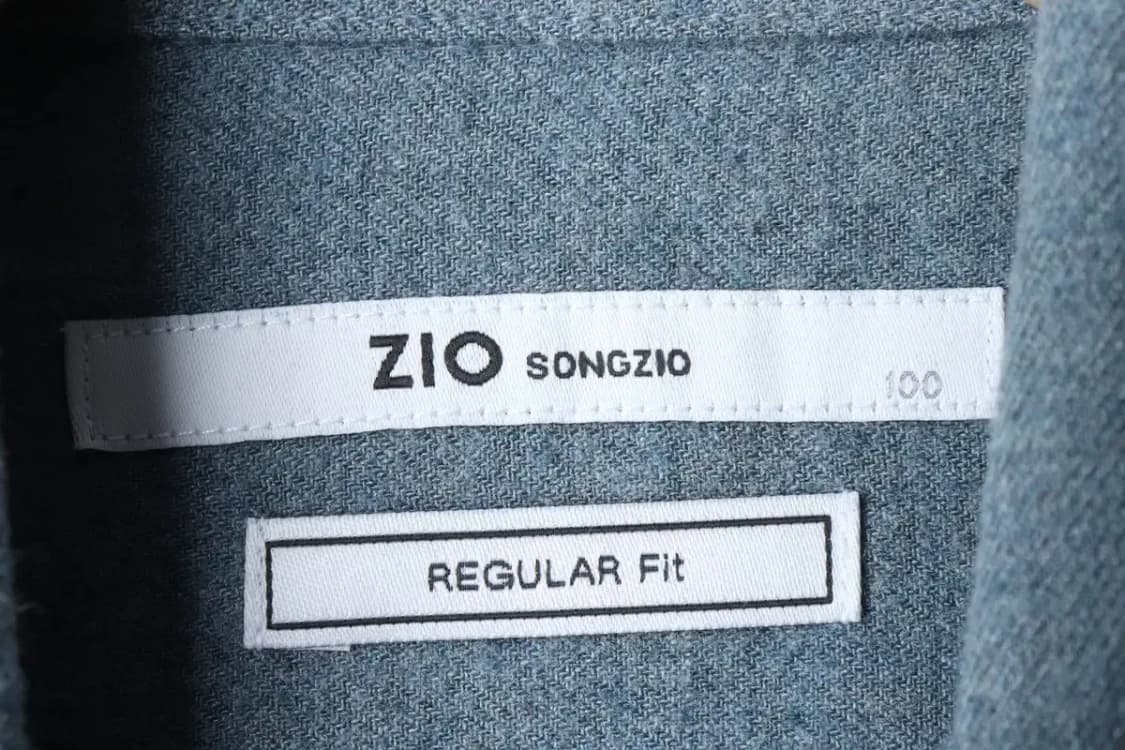 ZIO SONGZIO
100
REGULAR Fit